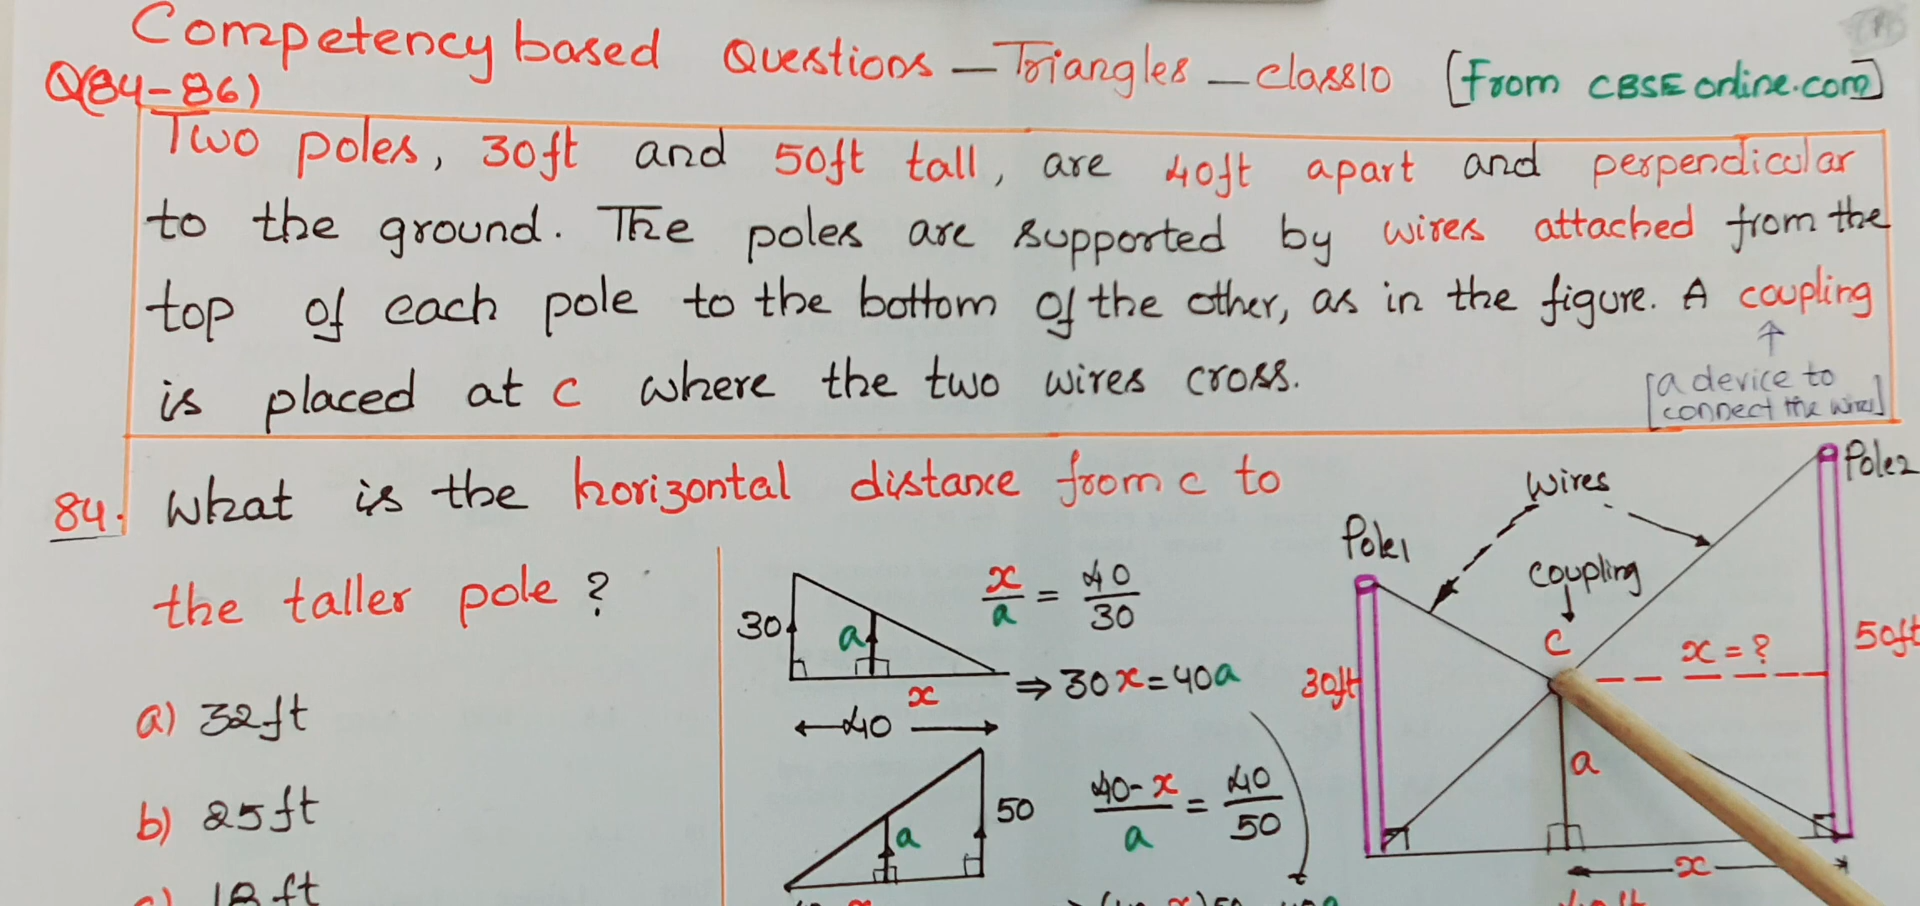 Competency based Questions — Triangles — class10 [From CBSE online.com]
Q(84-86)
Two poles, 30ft and 50ft tall, are 40ft apart and perpendicular
to the ground. The poles are supported by wires attached from the
top of each pole to the bottom of the other, as in the figure. A coupling
↑
is placed at C where the two wires cross.
[a device to
connect the wires]
84. What is the horizontal distance from c to
the taller pole ?
a) 32ft
b) 25ft
c) 18ft
30
a
x
←40→
x/a = 40/30
⇒ 30x = 40a
50
a
40-x/a = 40/50
Pole2
Wires
Pole1
Coupling
C
x = ?
50ft
30ft
a
x